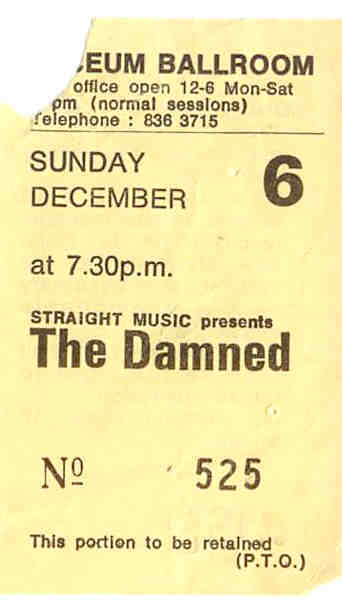 CEUM BALLROOM
office open 12-6 Mon-Sat
pm (normal sessions)
Telephone : 836 3715
SUNDAY
DECEMBER 6
at 7.30p.m.
STRAIGHT MUSIC presents
The Damned
Nº 525
This portion to be retained
(P.T.O.)